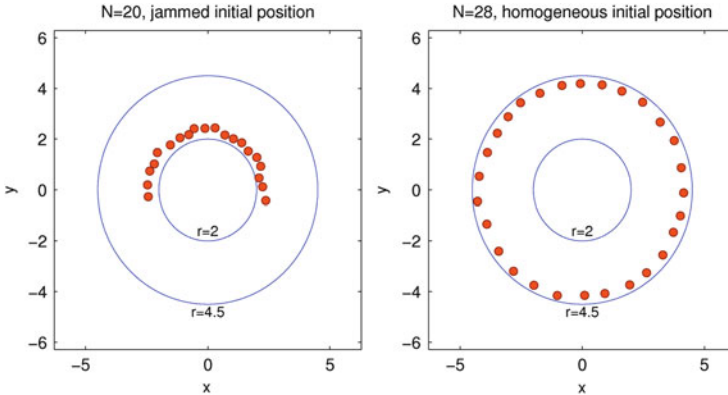 N=20, jammed initial position
N=28, homogeneous initial position
6
4
2
0
−2
−4
−6
y
−5
0
5
x
r=2
r=4.5
6
4
2
0
−2
−4
−6
y
−5
0
5
x
r=2
r=4.5